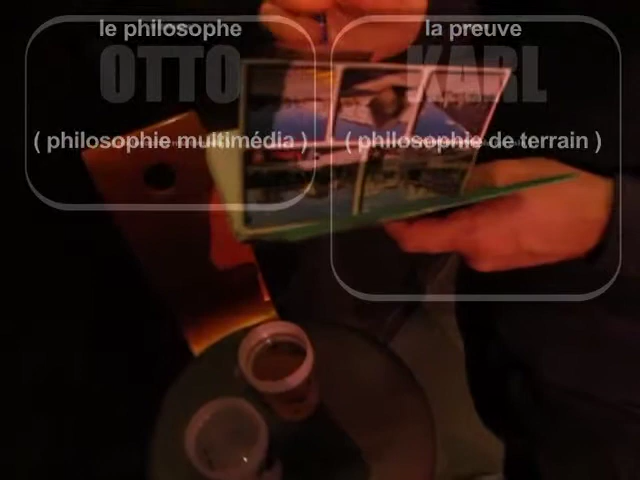 le philosophe
OTTO
( philosophie multimédia )
la preuve
KARL
( philosophie de terrain )